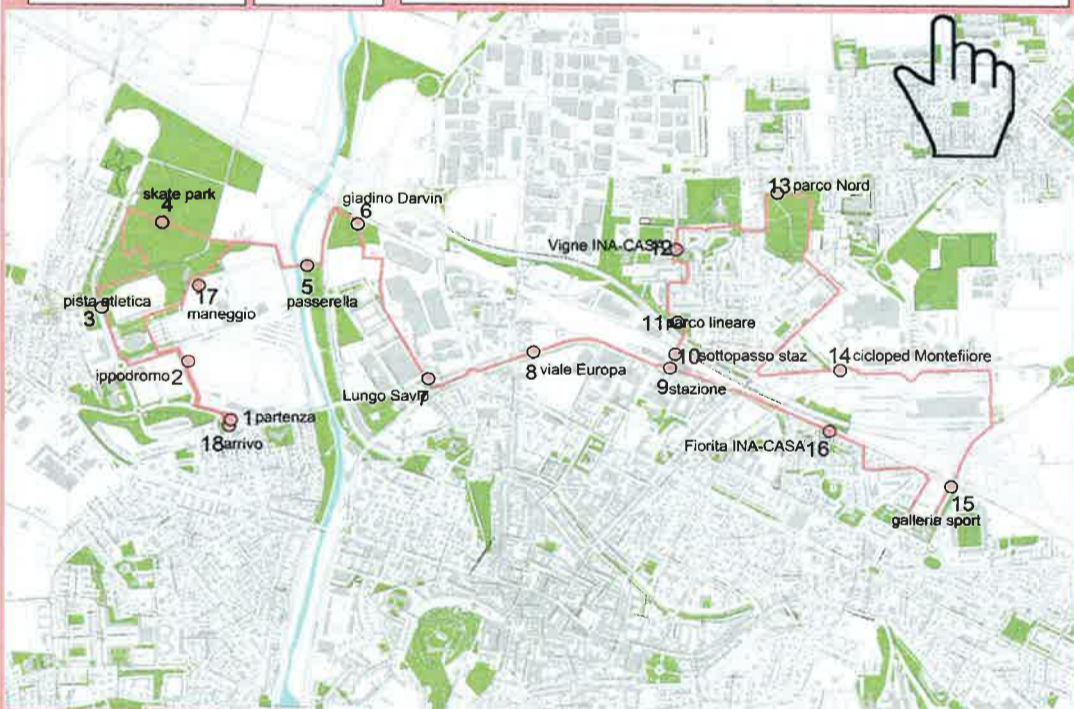 skate park
4
giadino Darvin
6
13 parco Nord
Vigne INA-CASA
12
5
passerella
17
maneggio
pista atletica
3
11 parco lineare
10 sottopasso staz
14 cicloped Montefiiore
ippodromo 2
8 viale Europa
9 stazione
Lungo Savio
7
1 partenza
18 arrivo
Fiorita INA-CASA 16
15
galleria sport